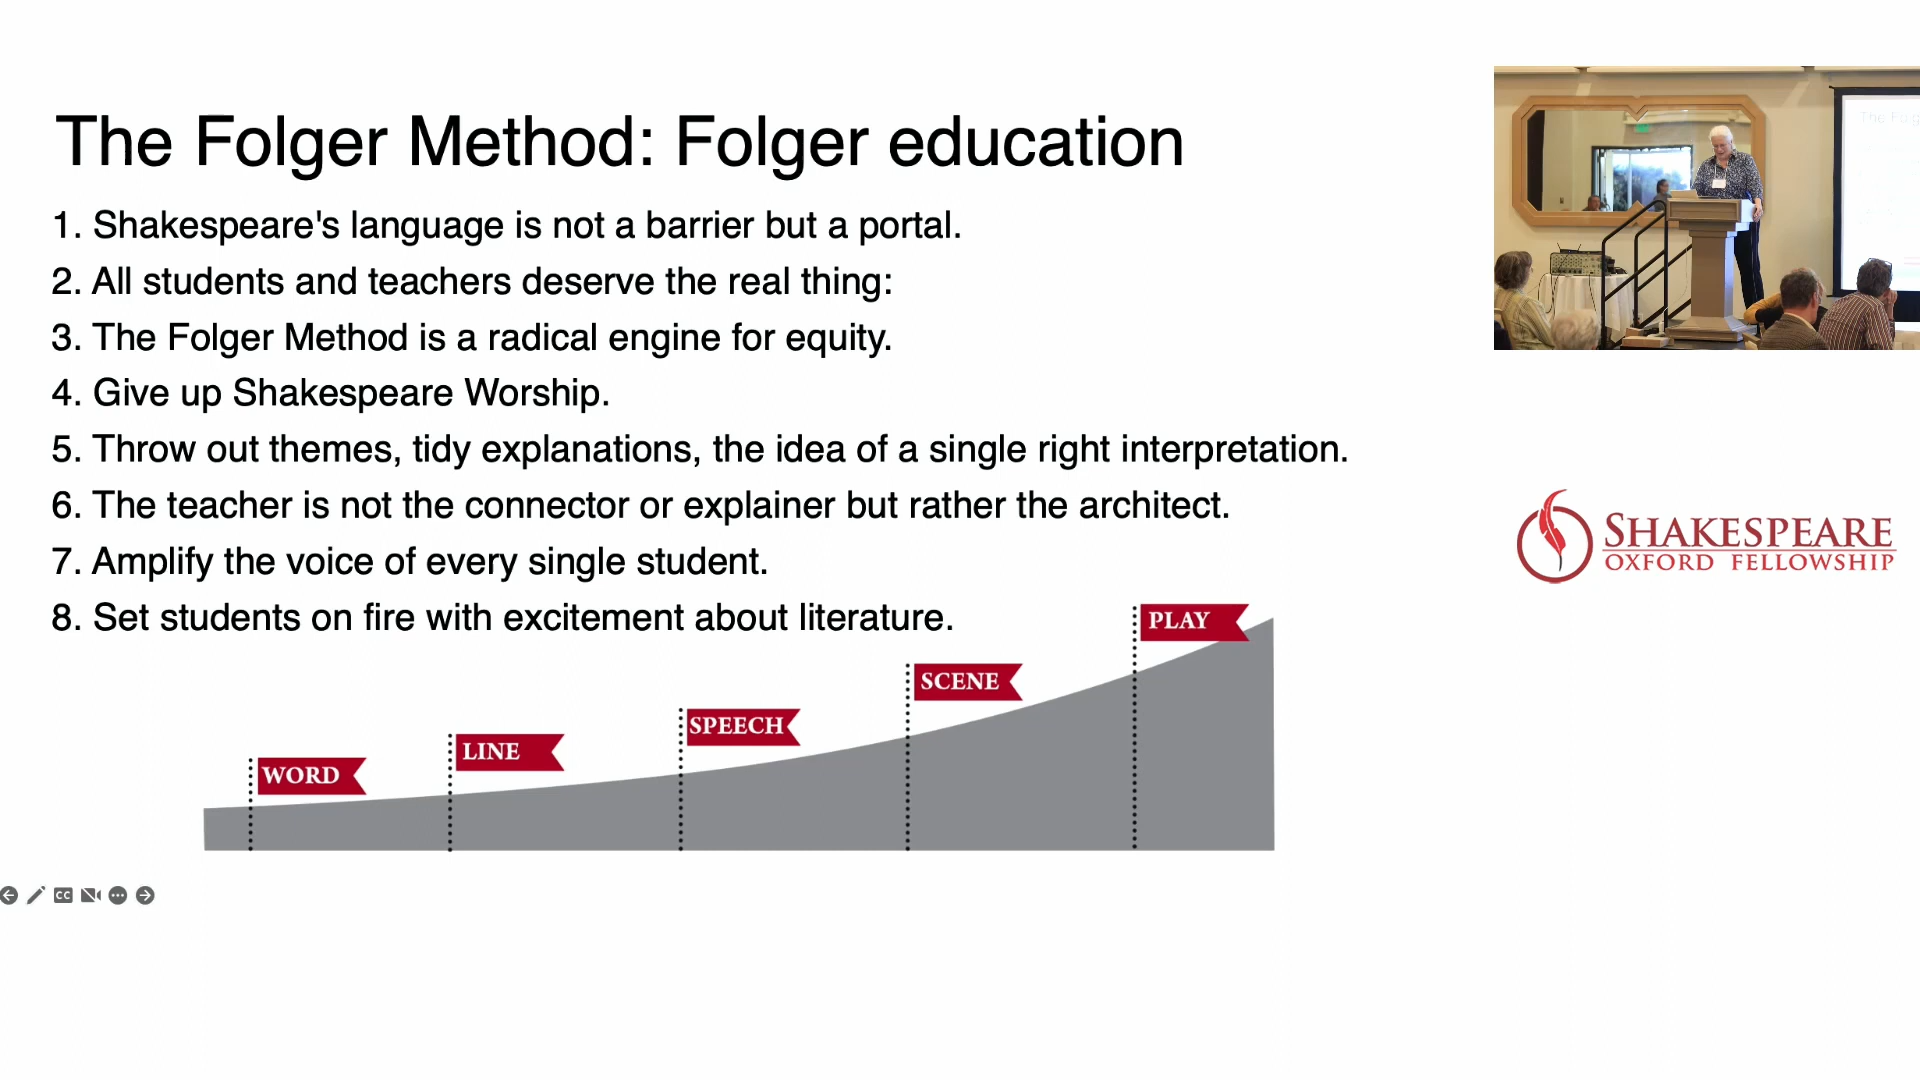 The Folger Method: Folger education
1. Shakespeare's language is not a barrier but a portal.
2. All students and teachers deserve the real thing:
3. The Folger Method is a radical engine for equity.
4. Give up Shakespeare Worship.
5. Throw out themes, tidy explanations, the idea of a single right interpretation.
6. The teacher is not the connector or explainer but rather the architect.
7. Amplify the voice of every single student.
8. Set students on fire with excitement about literature.
WORD
LINE
SPEECH
SCENE
PLAY
CC
SHAKESPEARE
OXFORD FELLOWSHIP